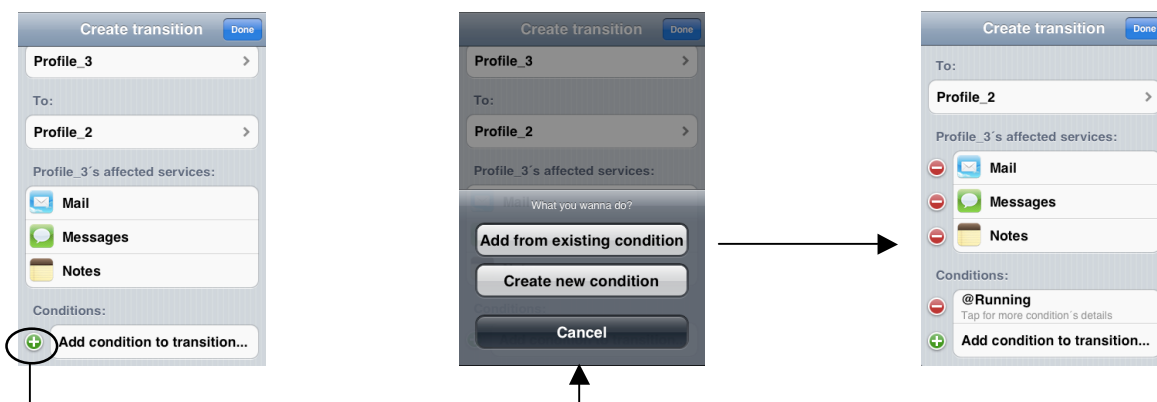 Create transition Done
Profile_3
To:
Profile_2
Profile_3´s affected services:
Mail
Messages
Notes
Conditions:
Add condition to transition...
Create transition Done
Profile_3
To:
Profile_2
Profile_3´s affected services:
Mail
What you wanna do?
Add from existing condition
Create new condition
Cancel
Create transition Done
To:
Profile_2
Profile_3´s affected services:
Mail
Messages
Notes
Conditions:
@Running
Tap for more condition´s details
Add condition to transition...